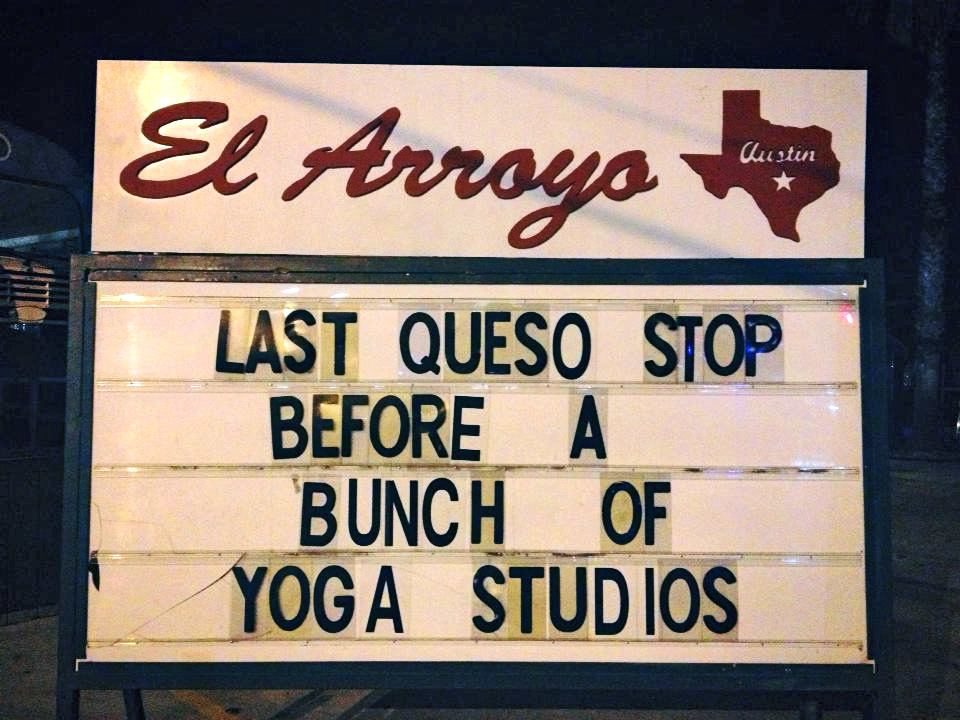 El Arroyo
Austin
LAST QUESO STOP
BEFORE A
BUNCH OF
YOGA STUDIOS